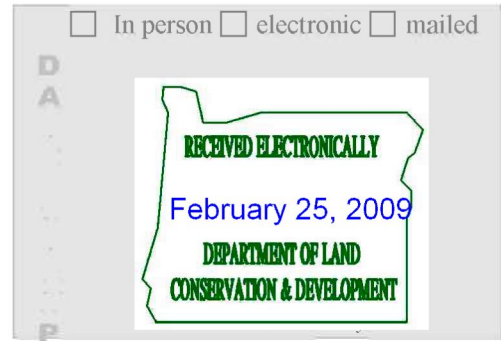 ☐ In person ☐ electronic ☐ mailed
D
A
RECEIVED ELECTRONICALLY
February 25, 2009
DEPARTMENT OF LAND
CONSERVATION & DEVELOPMENT
P